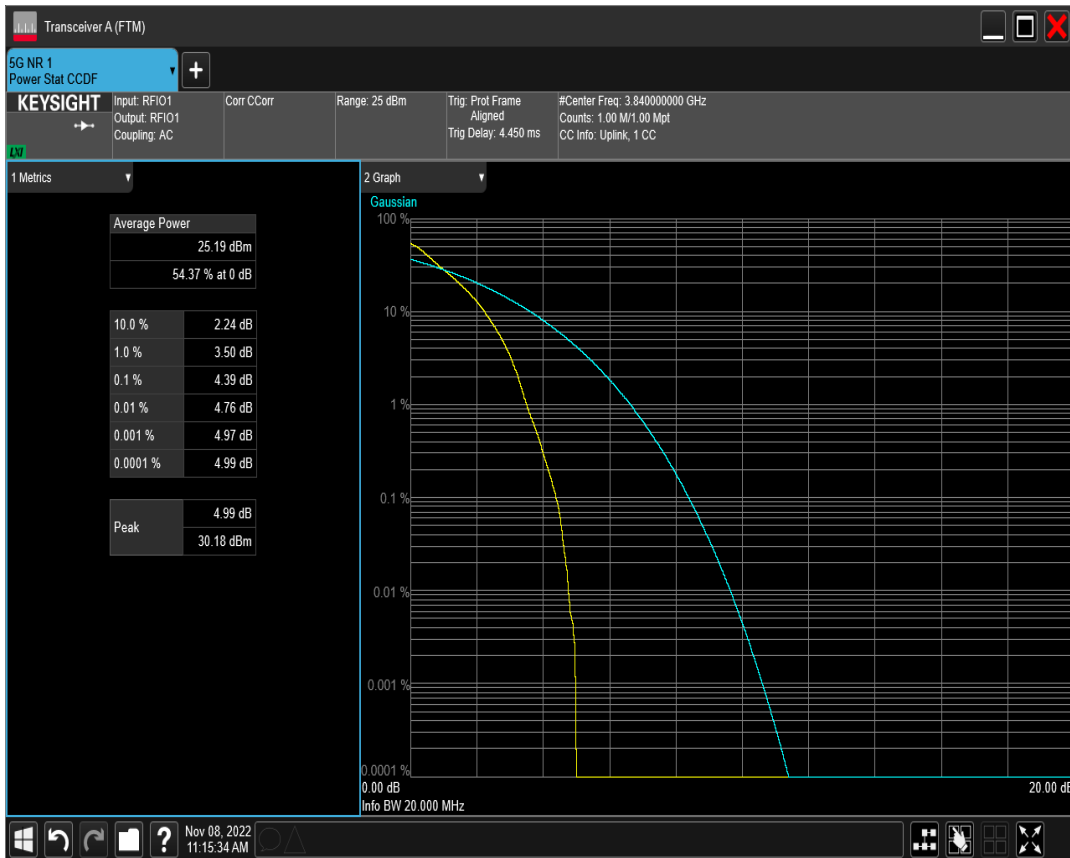 Transceiver A (FTM)
5G NR 1
Power Stat CCDF
+
KEYSIGHT
LXI
Input: RFIO1
Output: RFIO1
Coupling: AC
Corr CCorr
Range: 25 dBm
Trig: Prot Frame
Aligned
Trig Delay: 4.450 ms
#Center Freq: 3.840000000 GHz
Counts: 1.00 M/1.00 Mpt
CC Info: Uplink, 1 CC
1 Metrics
Average Power
25.19 dBm
54.37 % at 0 dB
10.0 % 2.24 dB
1.0 % 3.50 dB
0.1 % 4.39 dB
0.01 % 4.76 dB
0.001 % 4.97 dB
0.0001 % 4.99 dB
Peak 4.99 dB
30.18 dBm
2 Graph
Gaussian
100 %
10 %
1 %
0.1 %
0.01 %
0.001 %
0.0001 %
0.00 dB 20.00 dB
Info BW 20.000 MHz
?
Nov 08, 2022
11:15:34 AM